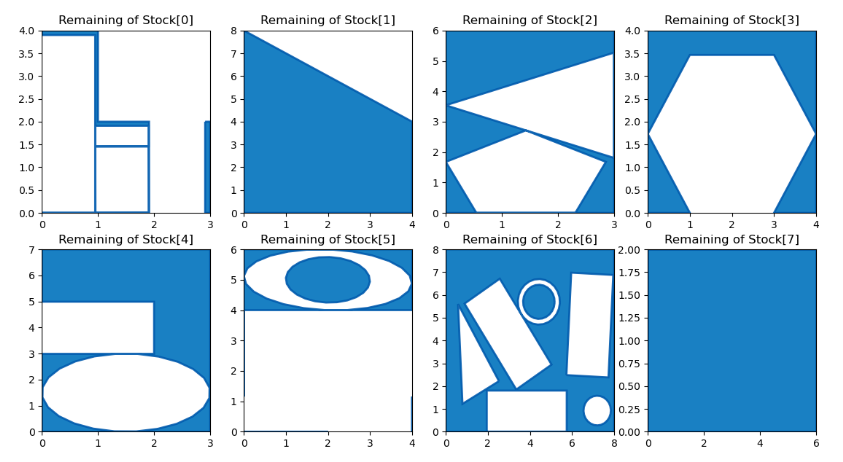 Remaining of Stock[0] Remaining of Stock[1] Remaining of Stock[2] Remaining of Stock[3]
4.0 8 6 4.0
3.5 7 5 3.5
3.0 6 4 3.0
2.5 5 3 2.5
2.0 4 2 2.0
1.5 3 1 1.5
1.0 2 0 1.0
0.5 1 0.5
0.0 0 0.0
0 1 2 3 0 1 2 3 4 0 1 2 3 0 1 2 3 4
Remaining of Stock[4] Remaining of Stock[5] Remaining of Stock[6] Remaining of Stock[7]
7 6 8 2.00
6 5 7 1.75
5 4 6 1.50
4 3 5 1.25
3 2 4 1.00
2 1 3 0.75
1 0 2 0.50
0 1 0.25
0 0.00
0 1 2 3 0 1 2 3 4 0 2 4 6 8 0 2 4 6